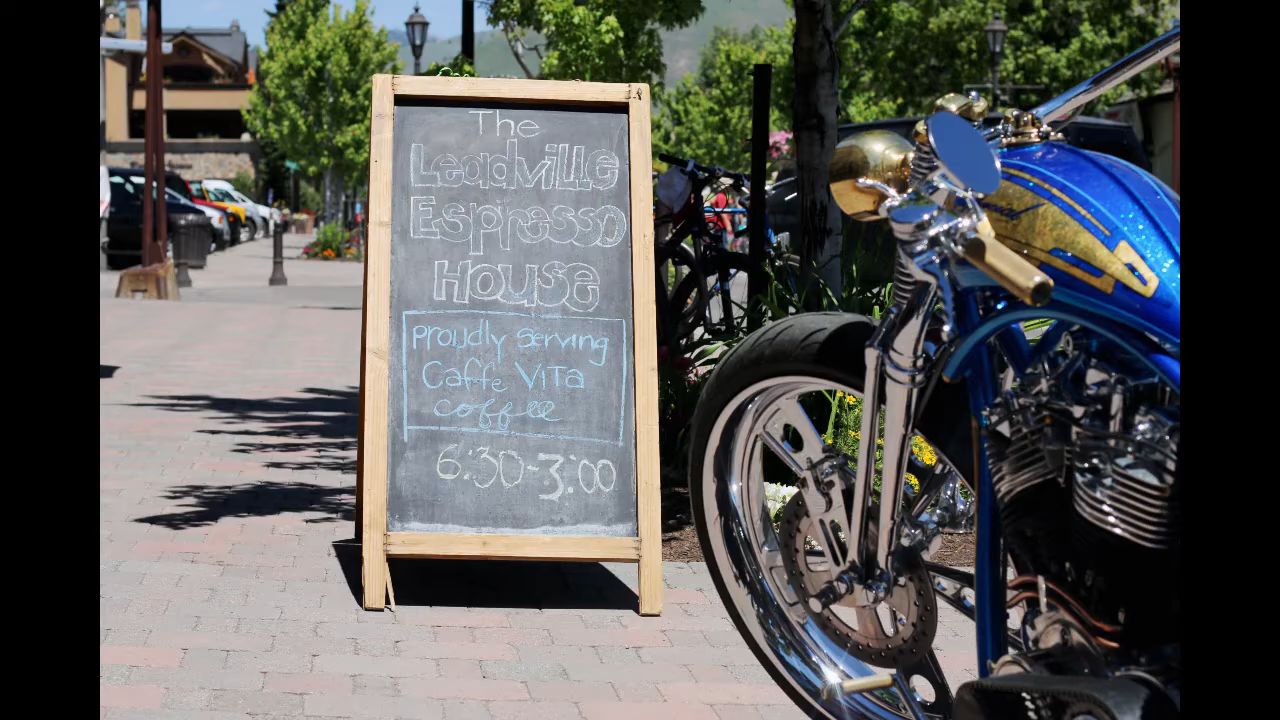 The
Leadville
Espresso
House
proudly serving
Caffe Vita
coffee
6:30-3:00